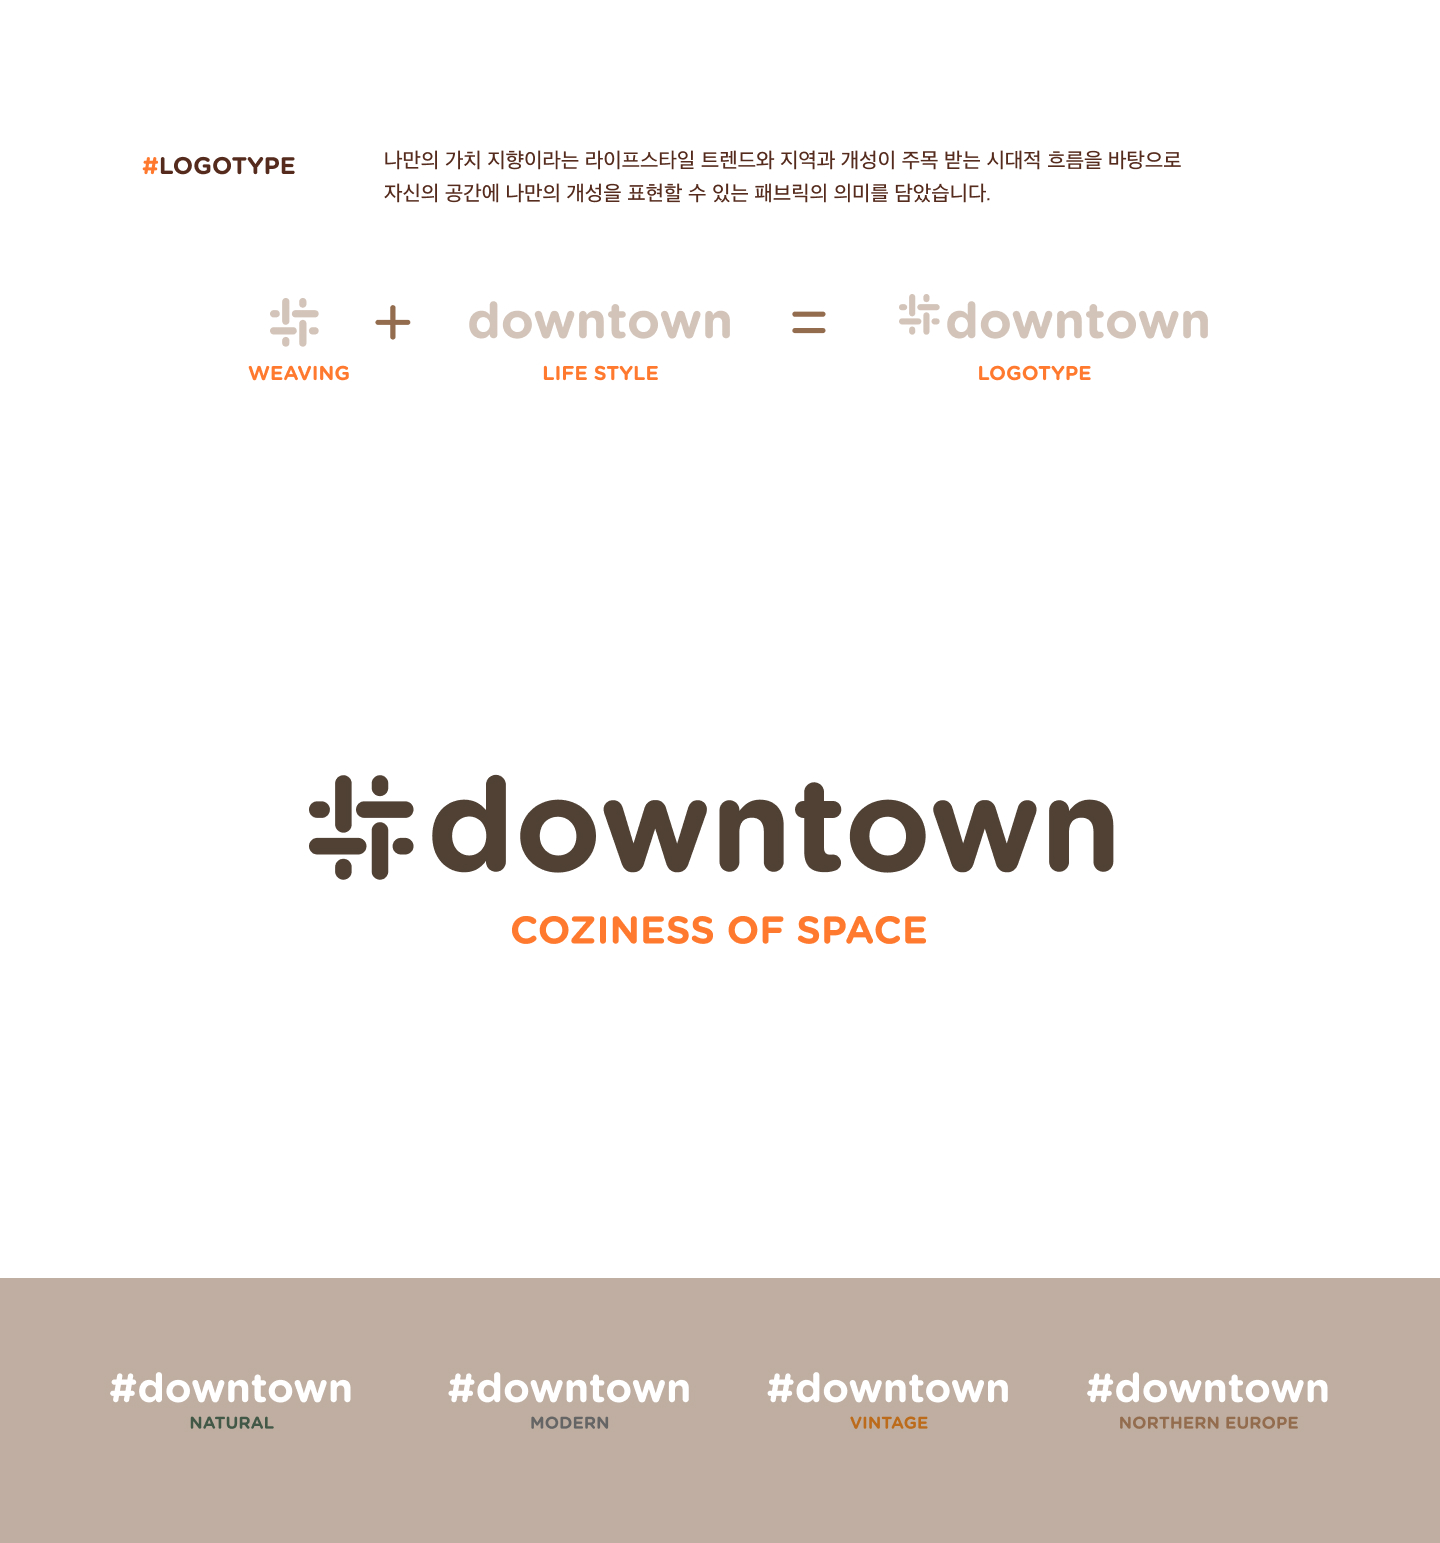 #LOGOTYPE
나만의 가치 지향이라는 라이프스타일 트렌드와 지역과 개성이 주목 받는 시대적 흐름을 바탕으로
자신의 공간에 나만의 개성을 표현할 수 있는 패브릭의 의미를 담았습니다.
# + downtown = #downtown
WEAVING LIFE STYLE LOGOTYPE
#downtown
COZINESS OF SPACE
#downtown #downtown #downtown #downtown
NATURAL MODERN VINTAGE NORTHERN EUROPE